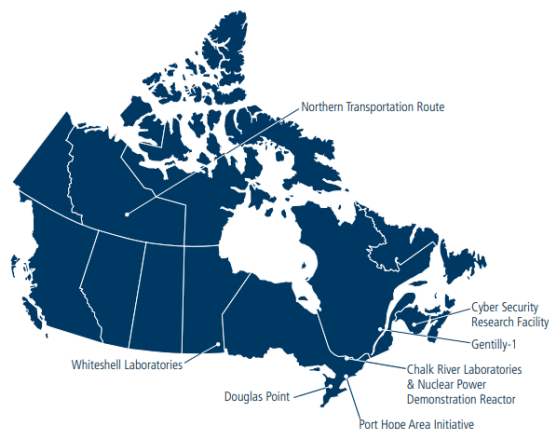 Northern Transportation Route
Cyber Security
Research Facility
Gentilly-1
Whiteshell Laboratories
Chalk River Laboratories
& Nuclear Power
Demonstration Reactor
Douglas Point
Port Hope Area Initiative